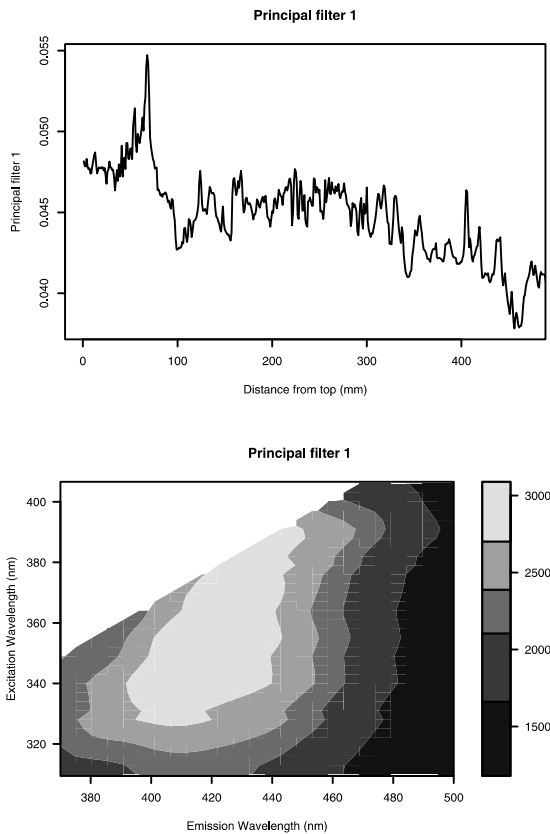 Principal filter 1
0.055
0.050
0.045
0.040
Principal filter 1
0 100 200 300 400
Distance from top (mm)
Principal filter 1
400
380
360
340
320
Excitation Wavelength (nm)
3000
2500
2000
1500
380 400 420 440 460 480 500
Emission Wavelength (nm)